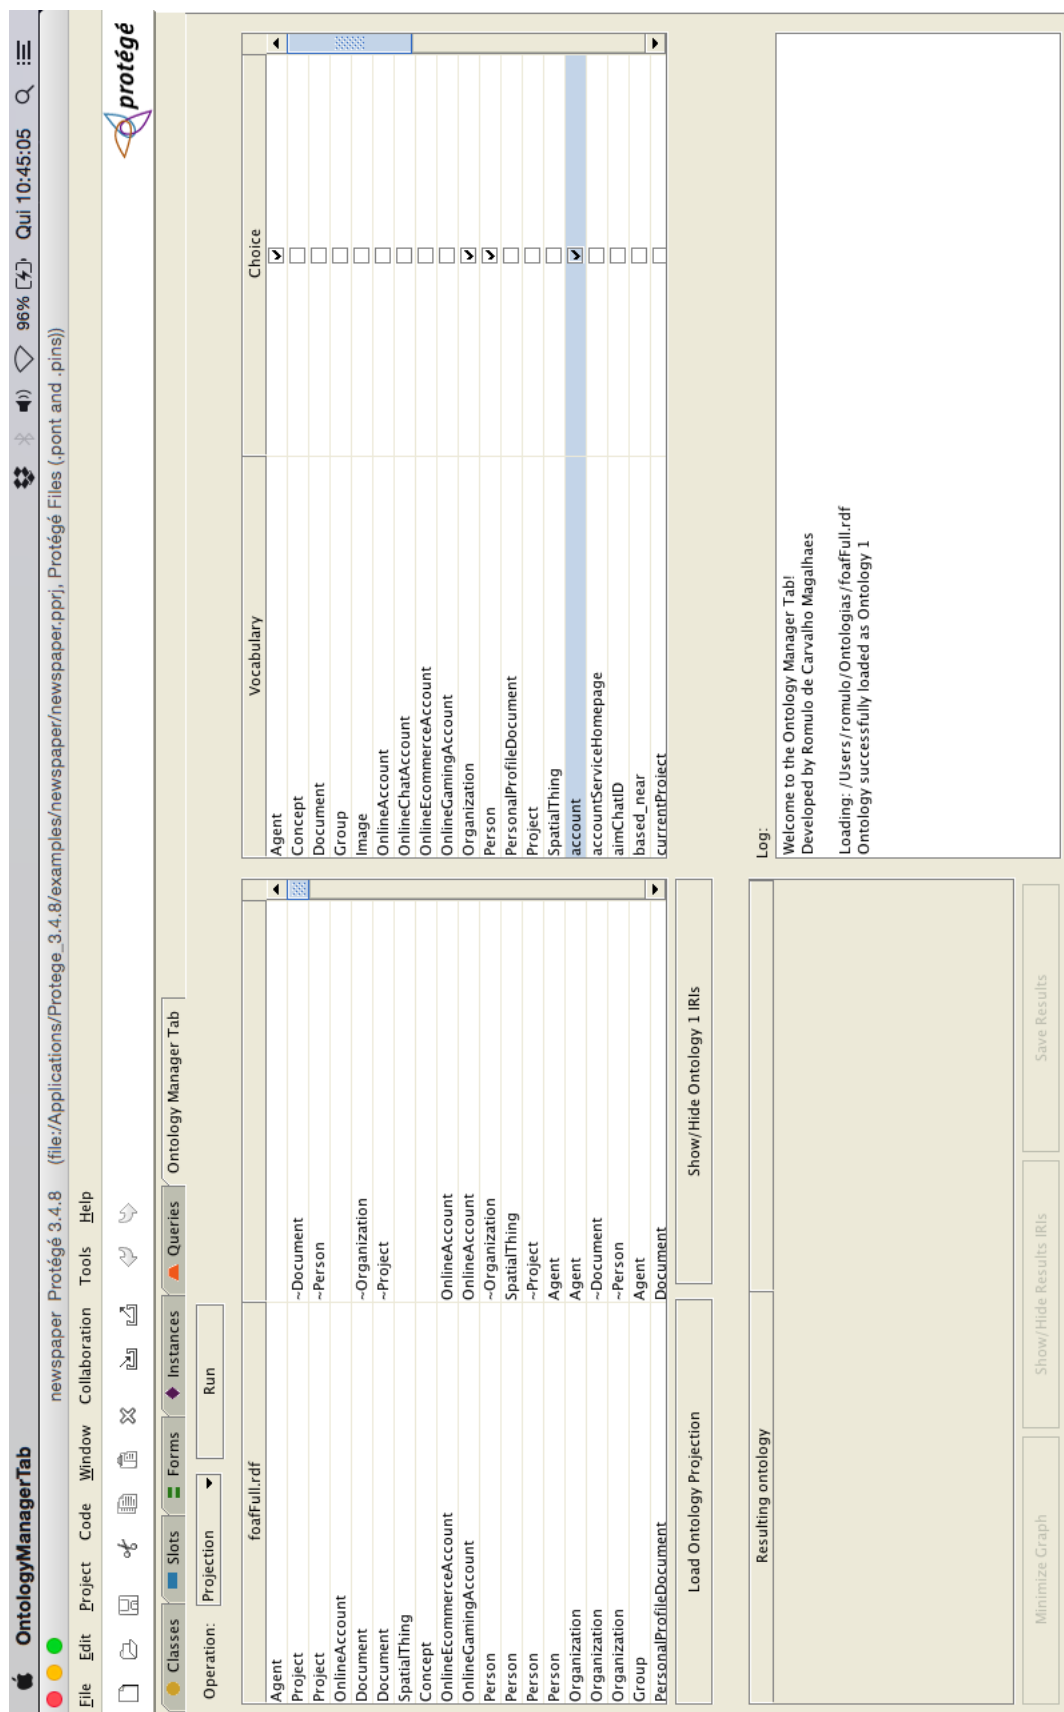 OntologyManagerTab 96% Qui 10:45:05
newspaper Protégé 3.4.8 (file:/Applications/Protege_3.4.8/examples/newspaper/newspaper.pprj, Protégé Files (.pont and .pins))
File Edit Project Code Window Collaboration Tools Help
protégé
Classes Slots Forms Instances Queries Ontology Manager Tab
Operation: Projection Run
foafFull.rdf
Agent
Project ~Document
Project ~Person
OnlineAccount
Document ~Organization
Document ~Project
SpatialThing
Concept
OnlineEcommerceAccount OnlineAccount
OnlineGamingAccount OnlineAccount
Person ~Organization
Person SpatialThing
Person ~Project
Person Agent
Organization Agent
Organization ~Document
Organization ~Person
Group Agent
PersonalProfileDocument Document
Load Ontology Projection Show/Hide Ontology 1 IRIs
Vocabulary Choice
Agent
Concept
Document
Group
Image
OnlineAccount
OnlineChatAccount
OnlineEcommerceAccount
OnlineGamingAccount
Organization
Person
PersonalProfileDocument
Project
SpatialThing
account
accountServiceHomepage
aimChatID
based_near
currentProject
Resulting ontology
Minimize Graph Show/Hide Results IRIs Save Results
Log:
Welcome to the Ontology Manager Tab!
Developed by Romulo de Carvalho Magalhaes
Loading: /Users/romulo/Ontologias/foafFull.rdf
Ontology successfully loaded as Ontology 1